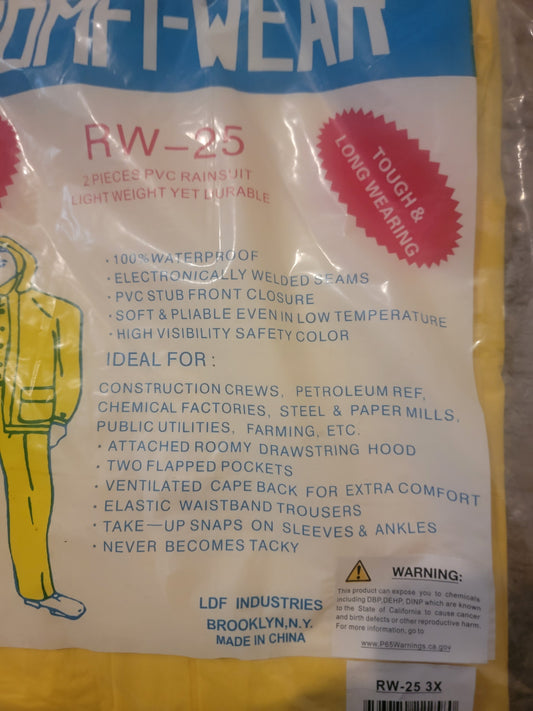 OMFI-WEAR
RW-25
2 PIECES PVC RAINSUIT
LIGHT WEIGHT YET DURABLE
TOUGH &
LONG WEARING
· 100% WATERPROOF
· ELECTRONICALLY WELDED SEAMS
· PVC STUB FRONT CLOSURE
· SOFT & PLIABLE EVEN IN LOW TEMPERATURE
· HIGH VISIBILITY SAFETY COLOR
IDEAL FOR :
CONSTRUCTION CREWS, PETROLEUM REF,
CHEMICAL FACTORIES, STEEL & PAPER MILLS,
PUBLIC UTILITIES, FARMING, ETC.
· ATTACHED ROOMY DRAWSTRING HOOD
· TWO FLAPPED POCKETS
· VENTILATED CAPE BACK FOR EXTRA COMFORT
· ELASTIC WAISTBAND TROUSERS
· TAKE—UP SNAPS ON SLEEVES & ANKLES
· NEVER BECOMES TACKY
LDF INDUSTRIES
BROOKLYN,N.Y.
MADE IN CHINA
WARNING:
This product can expose you to chemicals
including DBP,DEHP, DINP which are known
to the State of California to cause cancer
and birth defects or other reproductive harm.
For more information, go to
www.P65Warnings.ca.gov
RW-25 3X